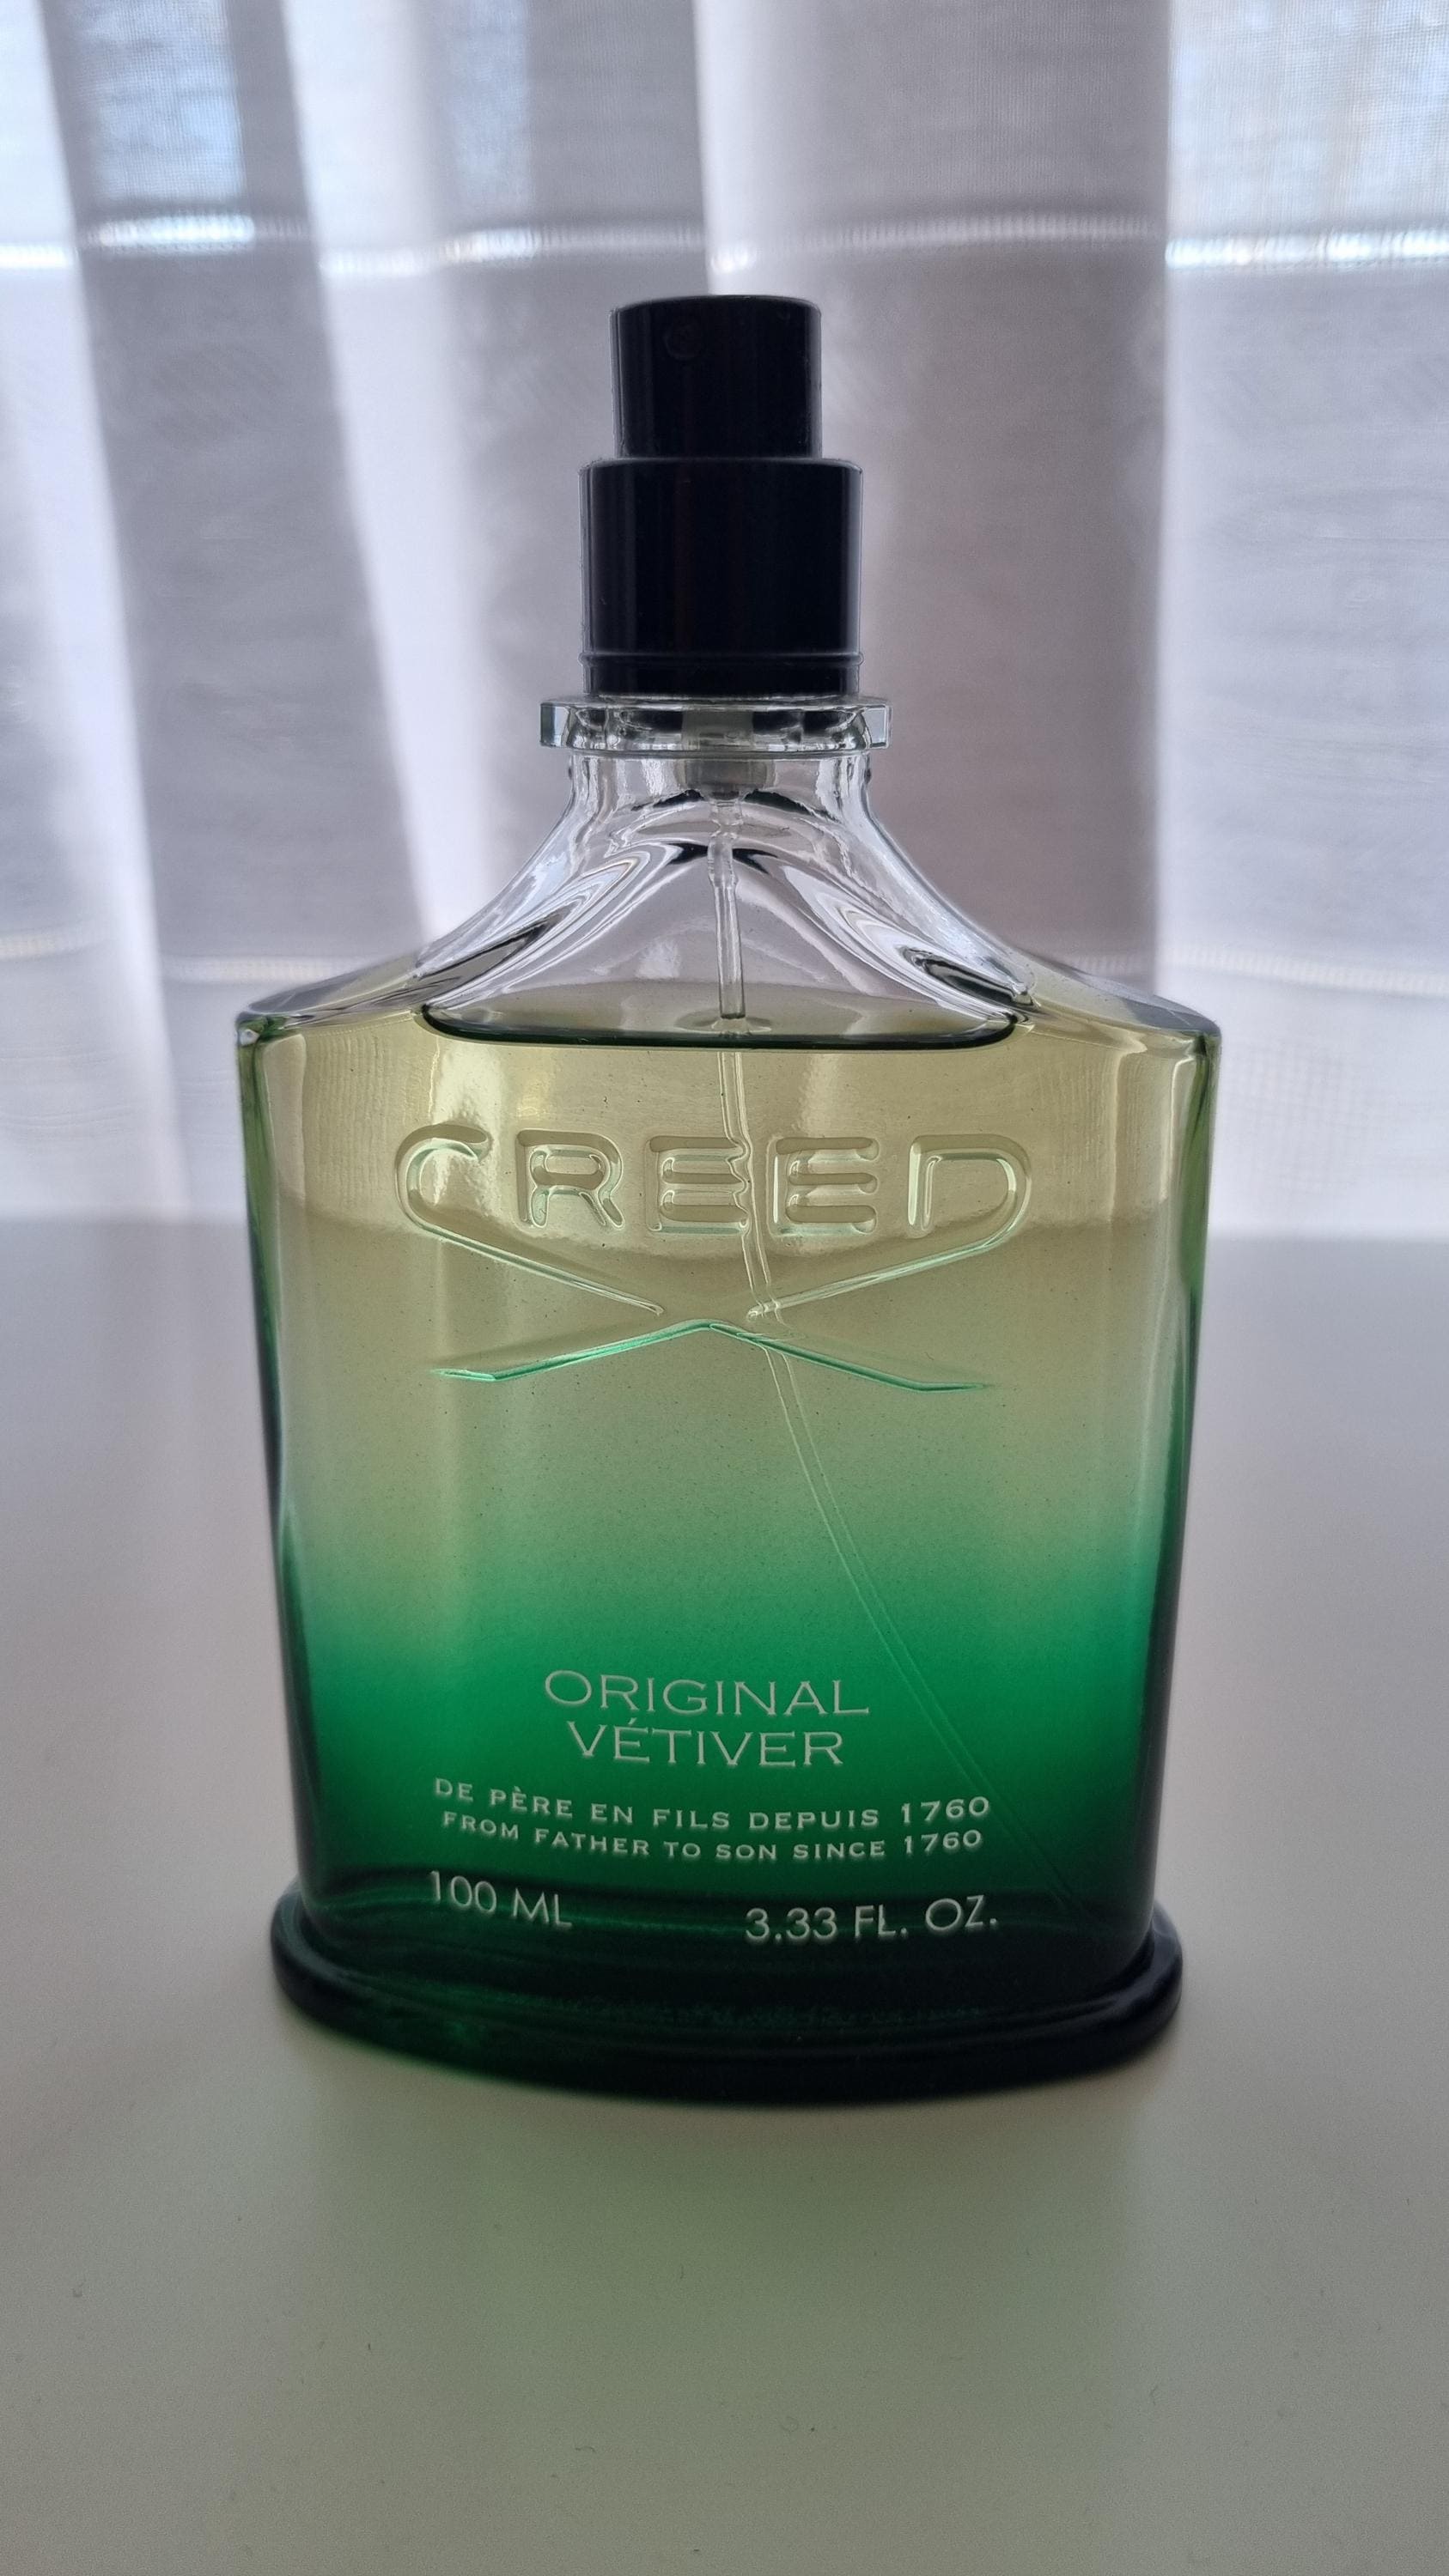 CREED
ORIGINAL
VÉTIVER
DE PÈRE EN FILS DEPUIS 1760
FROM FATHER TO SON SINCE 1760
100 ML 3.33 FL. OZ.